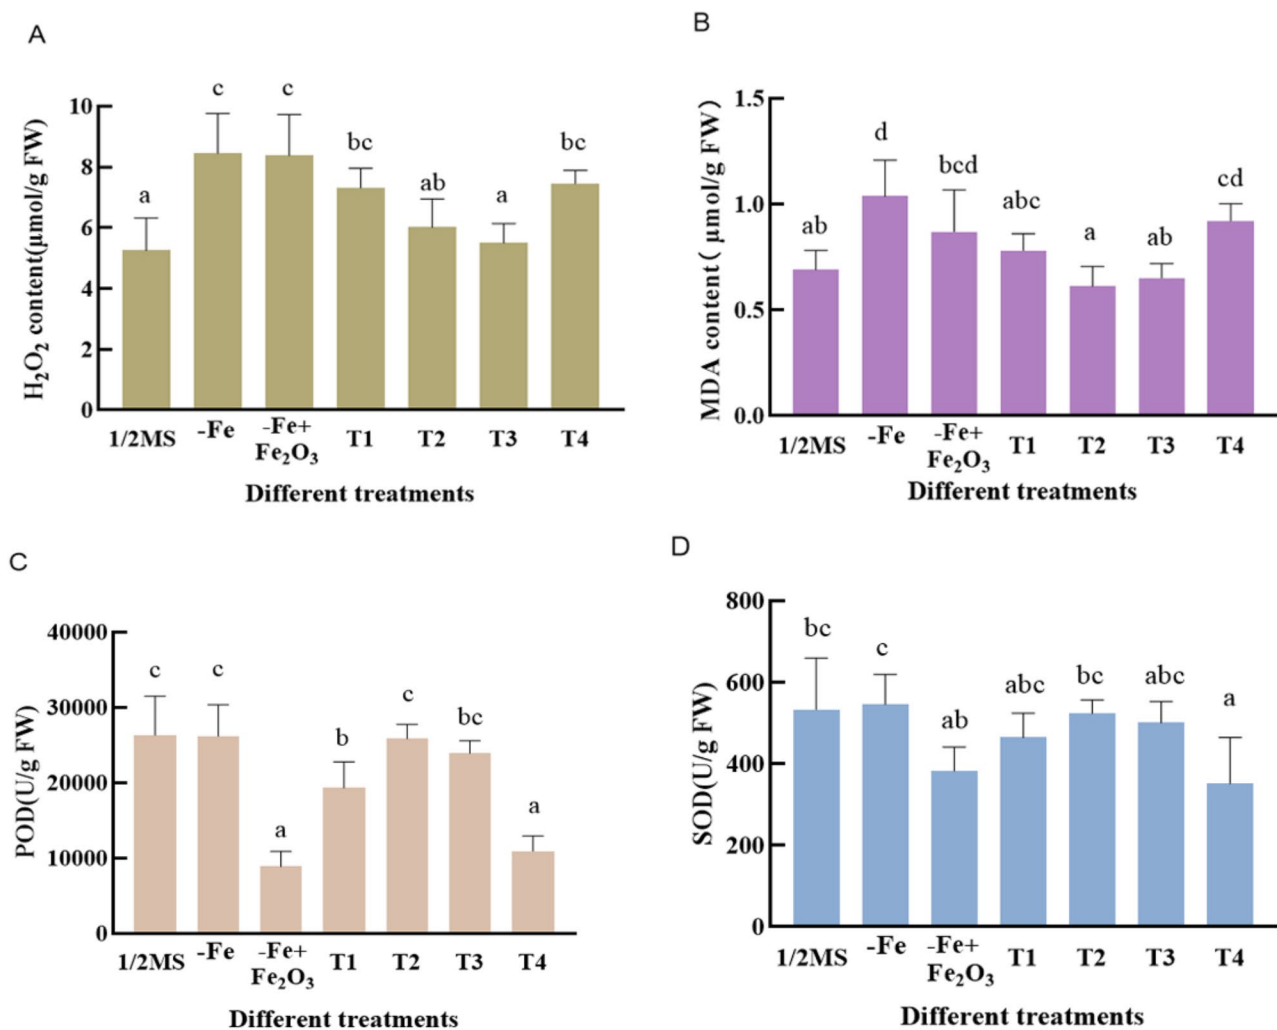 A
H₂O₂ content(μmol/g FW)
10
8
6
4
2
0
a
c
c
bc
ab
a
bc
1/2MS -Fe -Fe+ T1 T2 T3 T4
Fe₂O₃
Different treatments
B
MDA content( μmol/g FW)
1.5
1.0
0.5
0.0
ab
d
bcd
abc
a
ab
cd
1/2MS -Fe -Fe+ T1 T2 T3 T4
Fe₂O₃
Different treatments
C
POD(U/g FW)
40000
30000
20000
10000
0
c
c
a
b
c
bc
a
1/2MS -Fe -Fe+ T1 T2 T3 T4
Fe₂O₃
Different treatments
D
SOD(U/g FW)
800
600
400
200
0
bc
c
ab
abc
bc
abc
a
1/2MS -Fe -Fe+ T1 T2 T3 T4
Fe₂O₃
Different treatments